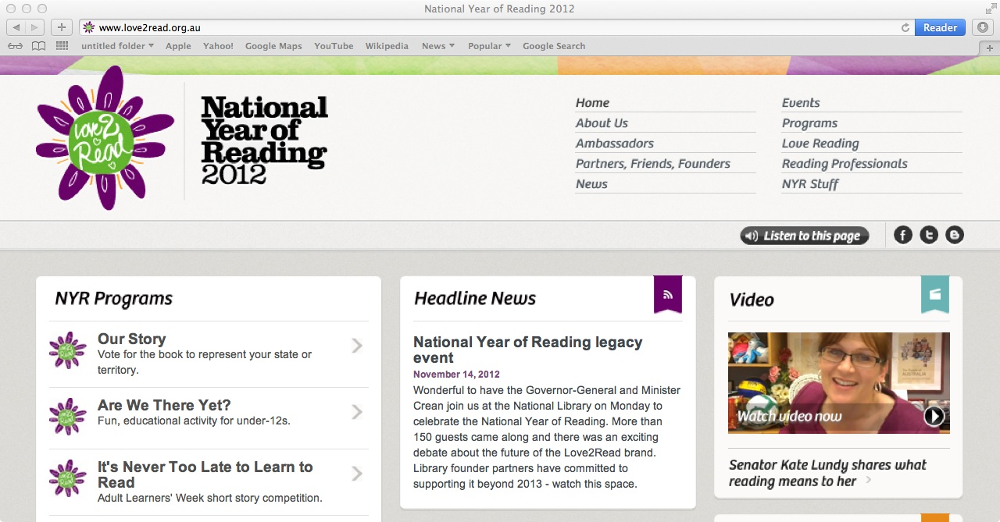 National Year of Reading 2012
www.love2read.org.au
Reader
untitled folder
Apple
Yahoo!
Google Maps
YouTube
Wikipedia
News
Popular
Google Search
love2
Read
National
Year of
Reading
2012
Home
About Us
Ambassadors
Partners, Friends, Founders
News
Events
Programs
Love Reading
Reading Professionals
NYR Stuff
Listen to this page
NYR Programs
Our Story
Vote for the book to represent your state or
territory.
Are We There Yet?
Fun, educational activity for under-12s.
It's Never Too Late to Learn to
Read
Adult Learners' Week short story competition.
Headline News
National Year of Reading legacy
event
November 14, 2012
Wonderful to have the Governor-General and Minister
Crean join us at the National Library on Monday to
celebrate the National Year of Reading. More than
150 guests came along and there was an exciting
debate about the future of the Love2Read brand.
Library founder partners have committed to
supporting it beyond 2013 - watch this space.
Video
AUSTRALIA
Watch video now
Senator Kate Lundy shares what
reading means to her